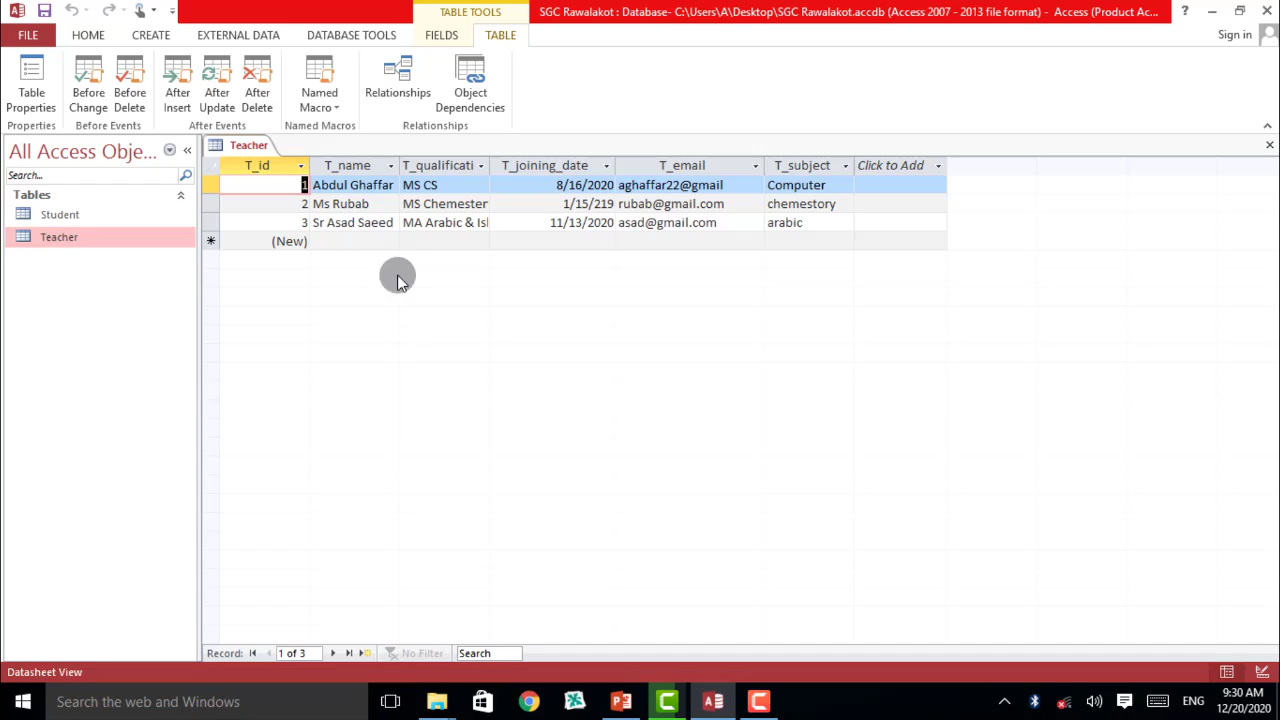 TABLE TOOLS
SGC Rawalakot : Database- C:\Users\A\Desktop\SGC Rawalakot.accdb (Access 2007 - 2013 file format) - Access (Product Ac...
FILE HOME CREATE EXTERNAL DATA DATABASE TOOLS FIELDS TABLE Sign in
Table Properties
Before Change
Before Delete
After Insert
After Update
After Delete
Named Macro
Relationships
Object Dependencies
Properties Before Events After Events Named Macros Relationships
All Access Obje...
Search...
Tables
Student
Teacher
Teacher
T_id T_name T_qualificati T_joining_date T_email T_subject Click to Add
1 Abdul Ghaffar MS CS 8/16/2020 aghaffar22@gmail Computer
2 Ms Rubab MS Chemester 1/15/219 rubab@gmail.com chemestory
3 Sr Asad Saeed MA Arabic & Isl 11/13/2020 asad@gmail.com arabic
(New)
Record: 1 of 3 No Filter Search
Datasheet View
Search the web and Windows
ENG
9:30 AM
12/20/2020